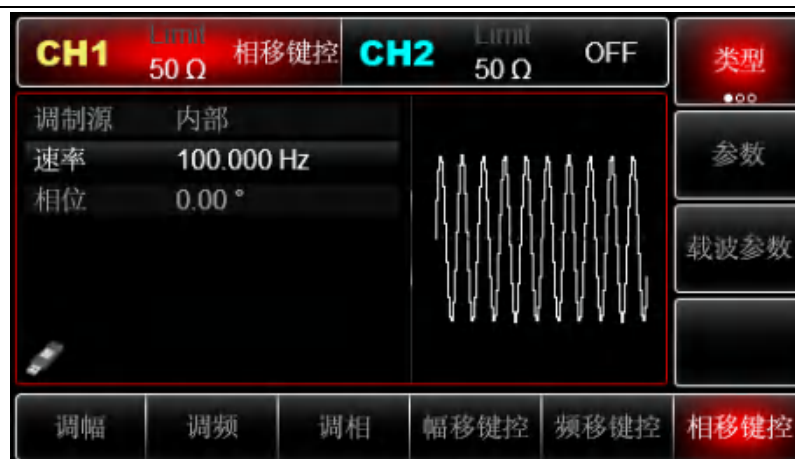 CH1 Limit 50 Ω 相移键控 CH2 Limit 50 Ω OFF
类型
调制源 内部
速率 100.000 Hz
相位 0.00 °
参数
载波参数
调幅 调频 调相 幅移键控 频移键控 相移键控